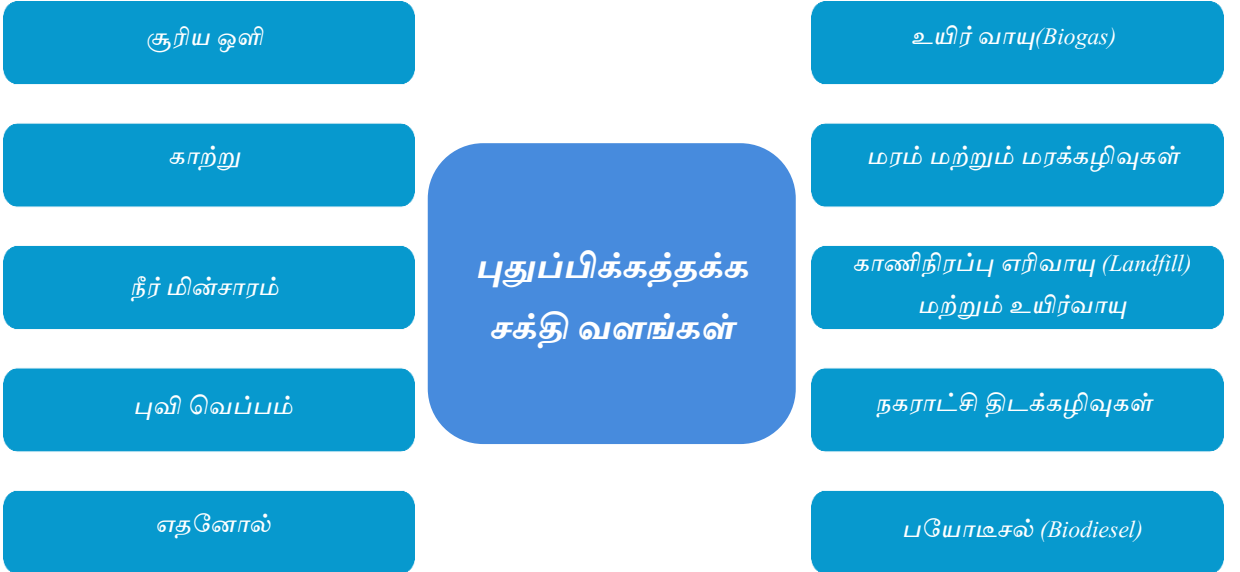 சூரிய ஒளி
காற்று
நீர் மின்சாரம்
புவி வெப்பம்
எதனோல்
புதுப்பிக்கத்தக்க
சக்தி வளங்கள்
உயிர் வாயு(Biogas)
மரம் மற்றும் மரக்கழிவுகள்
காணிநிரப்பு எரிவாயு (Landfill)
மற்றும் உயிர்வாயு
நகராட்சி திடக்கழிவுகள்
பயோடீசல் (Biodiesel)